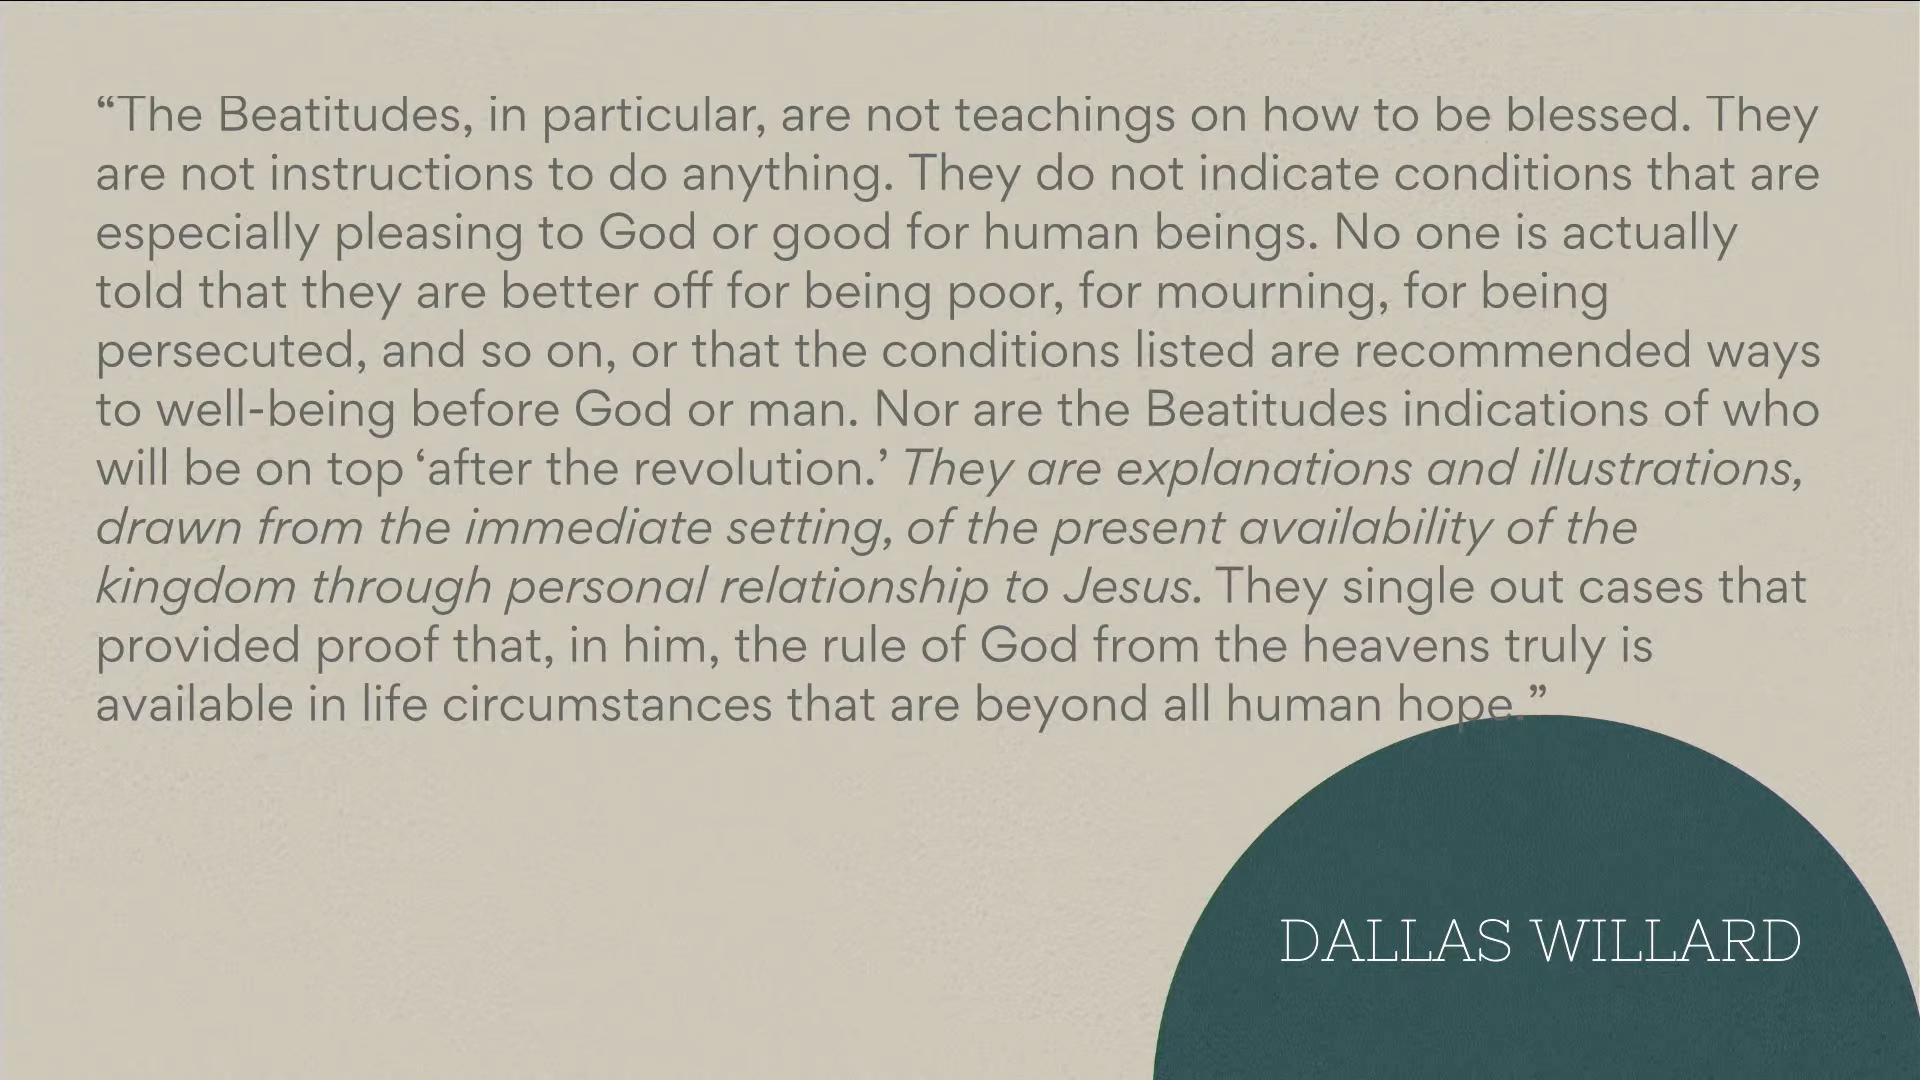 “The Beatitudes, in particular, are not teachings on how to be blessed. They
are not instructions to do anything. They do not indicate conditions that are
especially pleasing to God or good for human beings. No one is actually
told that they are better off for being poor, for mourning, for being
persecuted, and so on, or that the conditions listed are recommended ways
to well-being before God or man. Nor are the Beatitudes indications of who
will be on top ‘after the revolution.’ They are explanations and illustrations,
drawn from the immediate setting, of the present availability of the
kingdom through personal relationship to Jesus. They single out cases that
provided proof that, in him, the rule of God from the heavens truly is
available in life circumstances that are beyond all human hope.”
DALLAS WILLARD